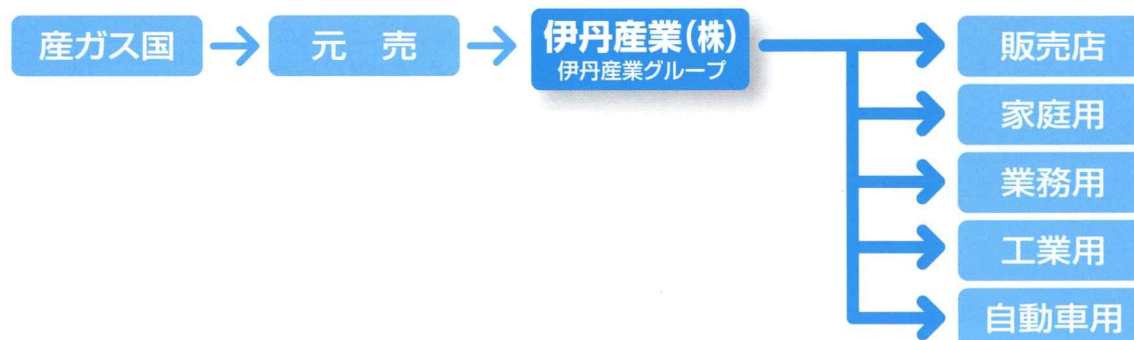 産ガス国
元 売
伊丹産業(株)
伊丹産業グループ
販売店
家庭用
業務用
工業用
自動車用